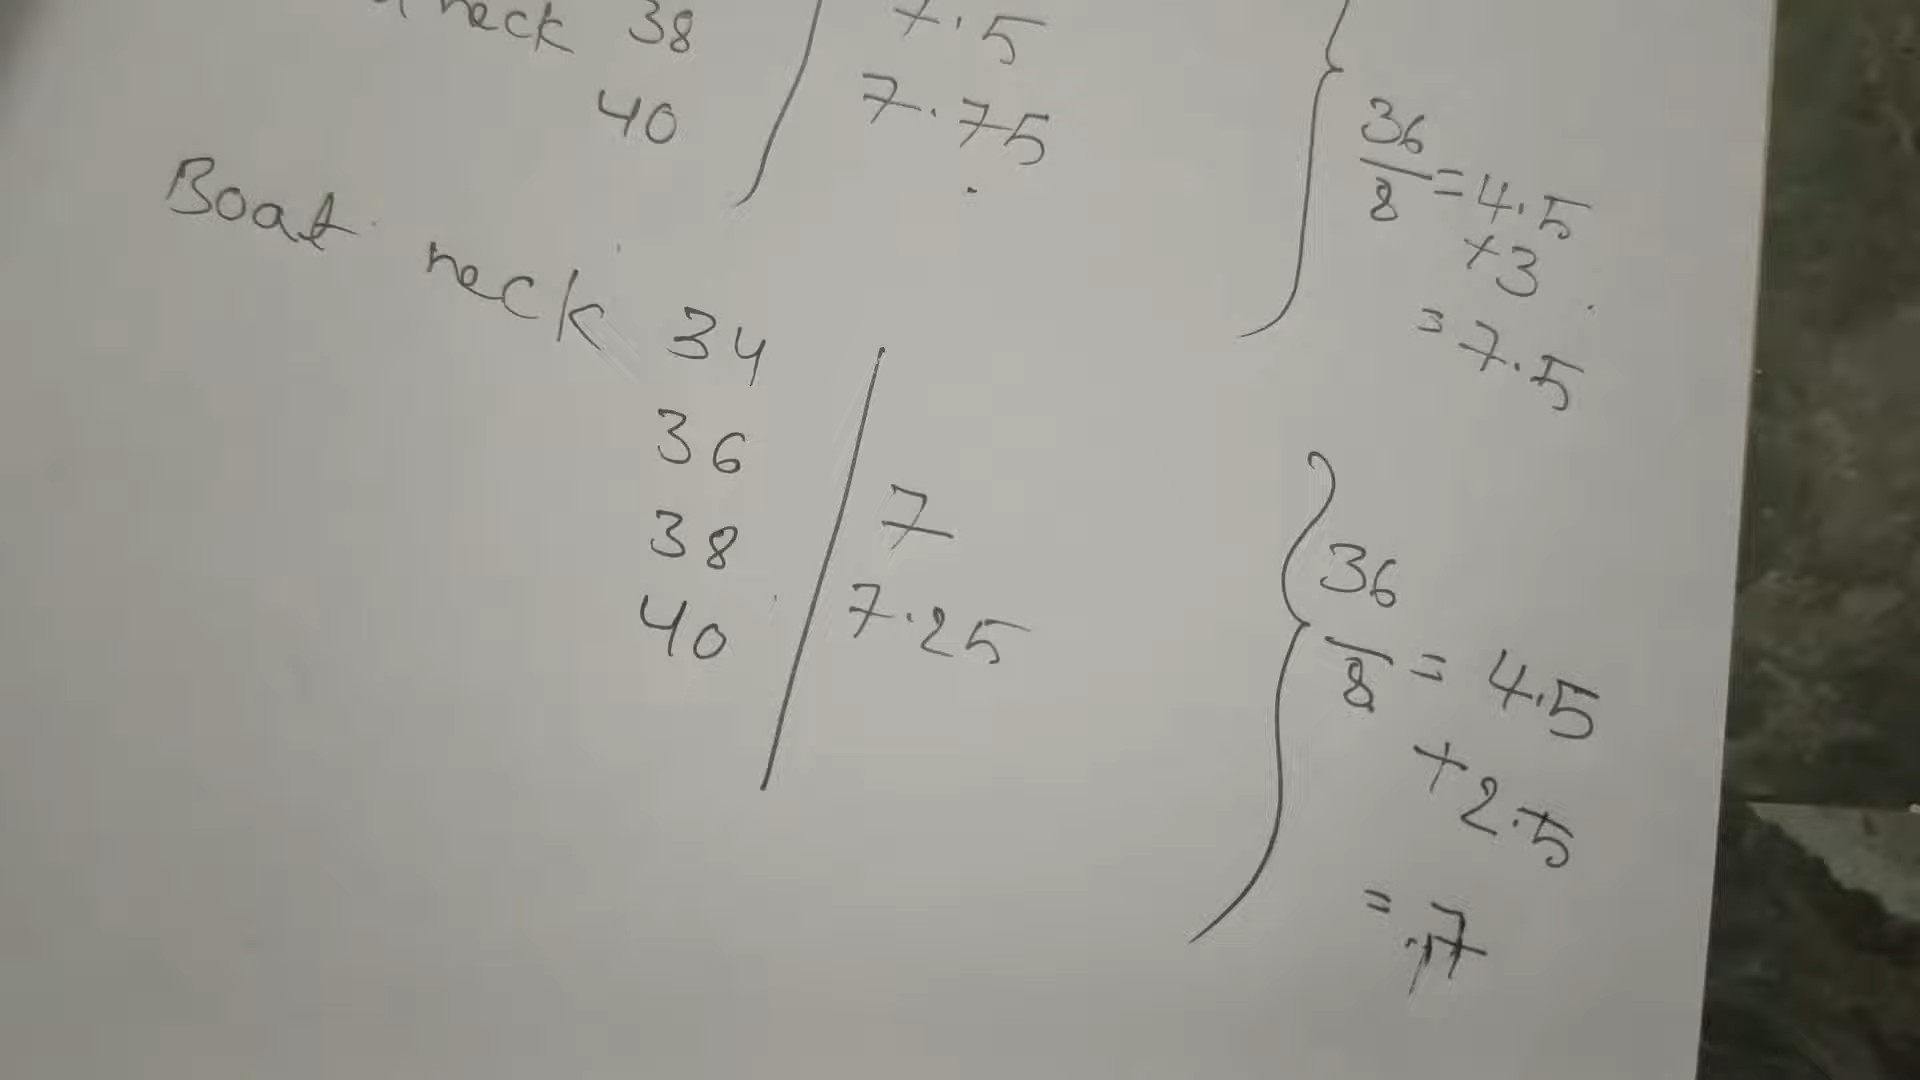 neck 38 7.5
40 7.75
36
8 = 4.5
+3
= 7.5
Boat neck 34
36
38 7
40 7.25
36
8 = 4.5
+2.5
= 7